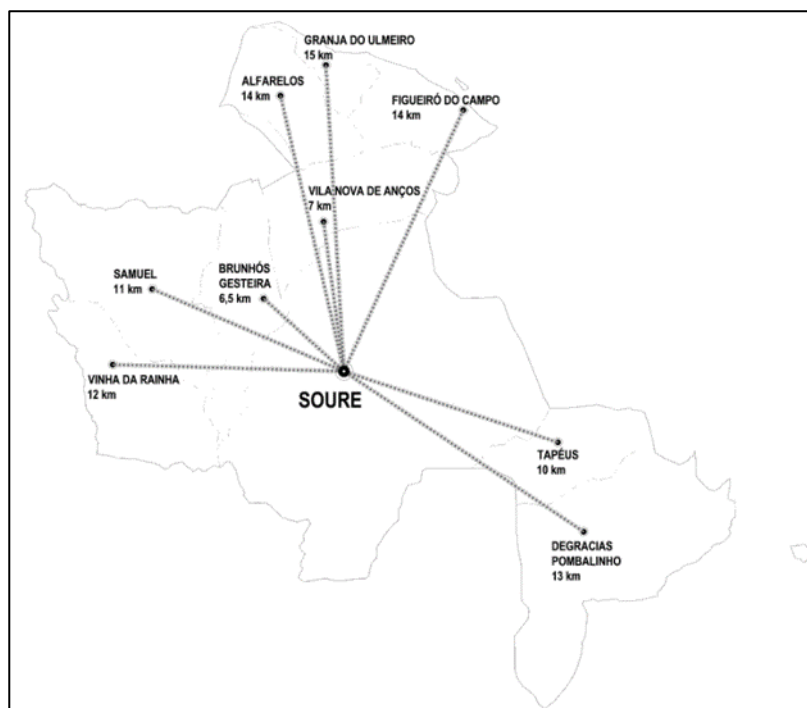 GRANJA DO ULMEIRO
15 km
ALFARELOS
14 km
FIGUEIRÓ DO CAMPO
14 km
VILA NOVA DE ANÇOS
7 km
SAMUEL
11 km
BRUNHÓS
GESTEIRA
6,5 km
VINHA DA RAINHA
12 km
SOURE
TAPÉUS
10 km
DEGRACIAS
POMBALINHO
13 km